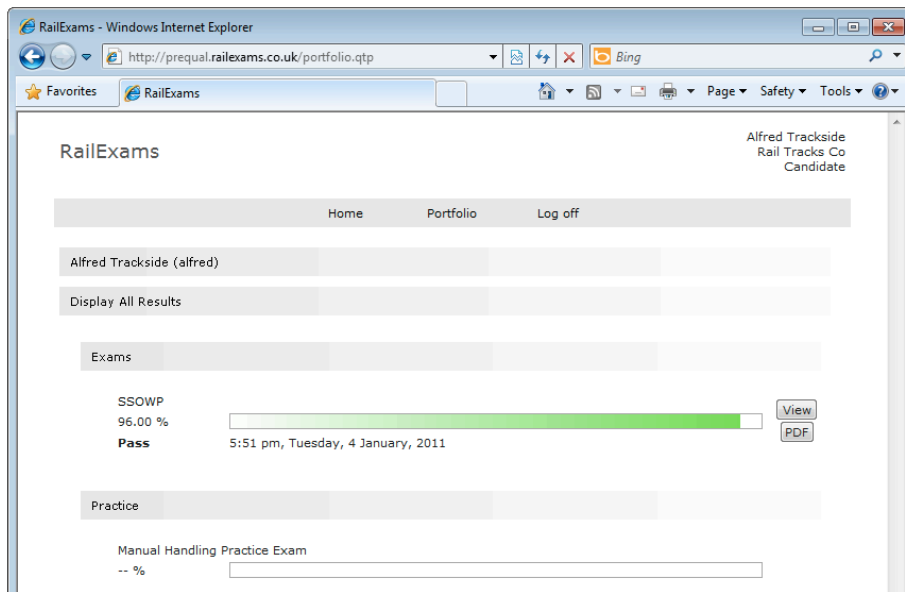 RailExams - Windows Internet Explorer
http://prequal.railexams.co.uk/portfolio.qtp
Bing
Favorites
RailExams
Page
Safety
Tools
RailExams
Alfred Trackside
Rail Tracks Co
Candidate
Home Portfolio Log off
Alfred Trackside (alfred)
Display All Results
Exams
SSOWP
96.00 %
View
PDF
Pass 5:51 pm, Tuesday, 4 January, 2011
Practice
Manual Handling Practice Exam
-- %